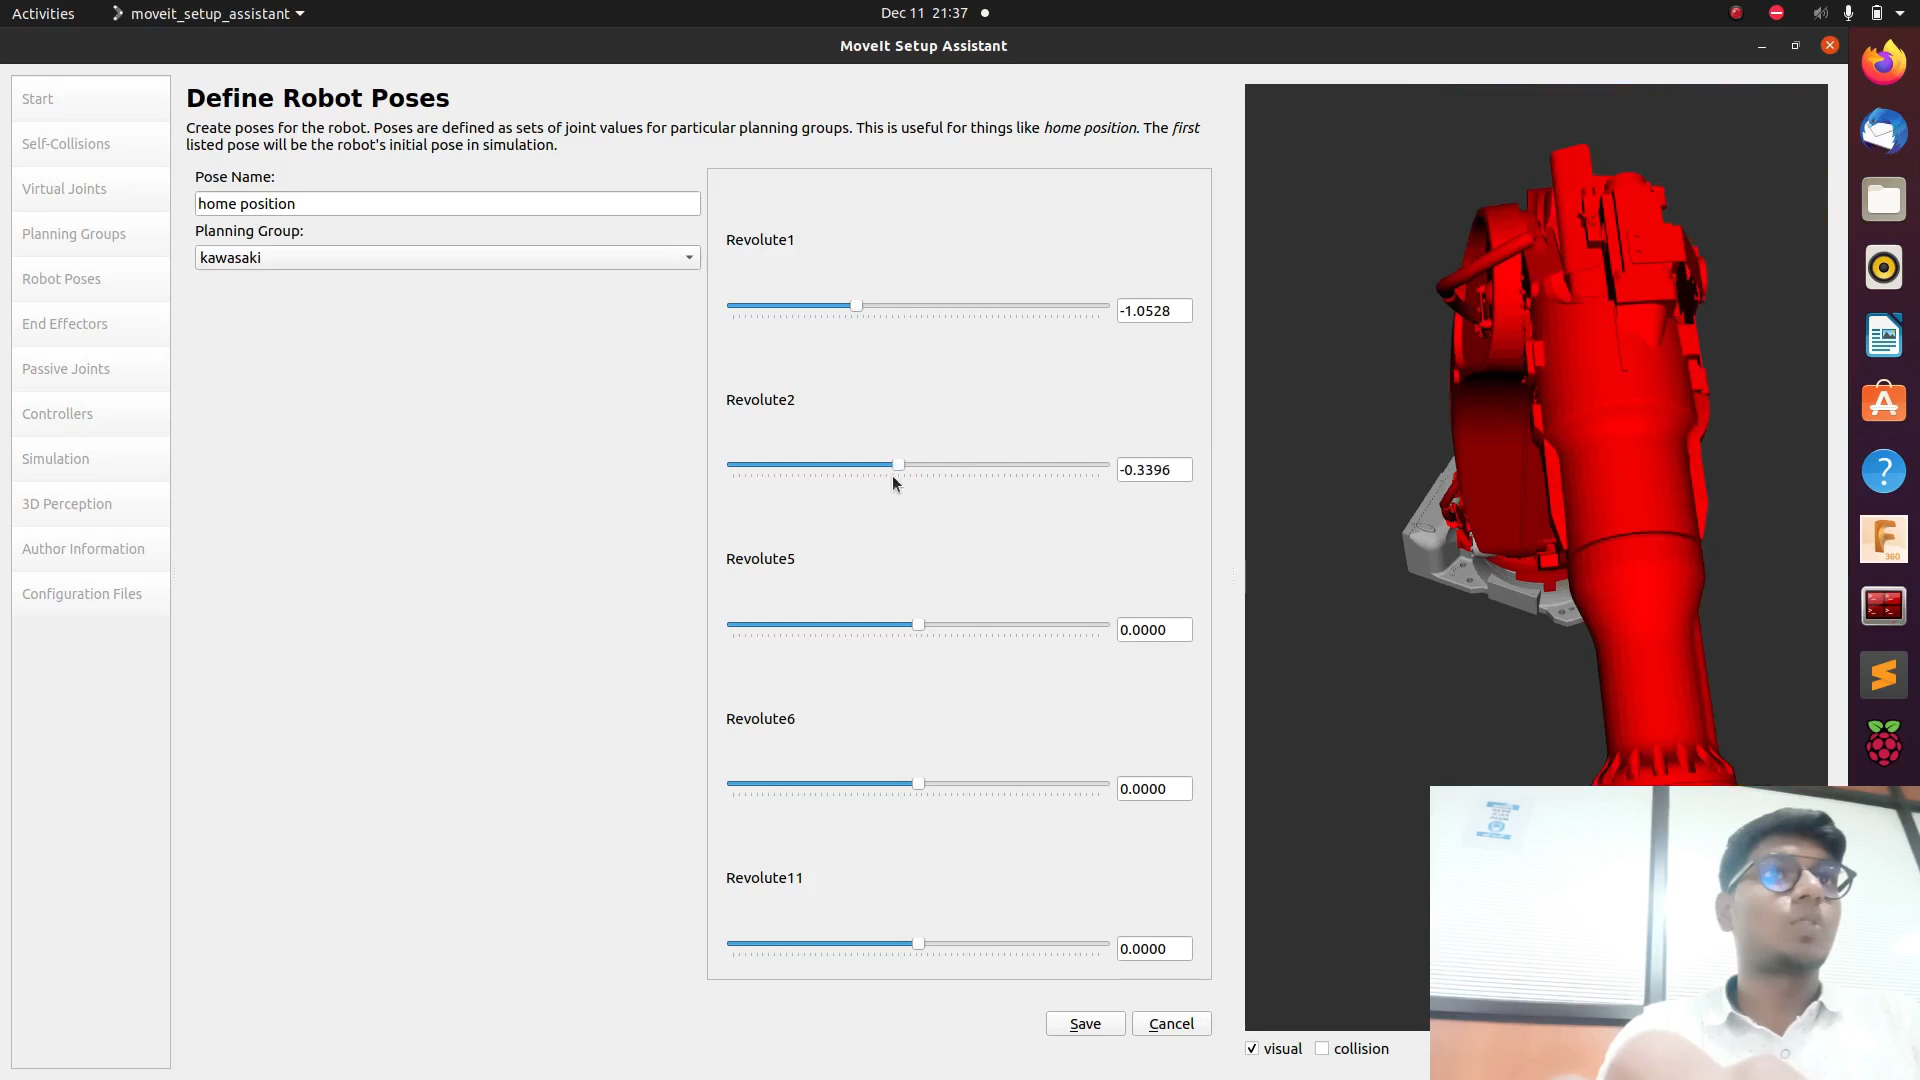 Activities
moveit_setup_assistant
Dec 11 21:37
MoveIt Setup Assistant
Start
Self-Collisions
Virtual Joints
Planning Groups
Robot Poses
End Effectors
Passive Joints
Controllers
Simulation
3D Perception
Author Information
Configuration Files
Define Robot Poses
Create poses for the robot. Poses are defined as sets of joint values for particular planning groups. This is useful for things like home position. The first
listed pose will be the robot's initial pose in simulation.
Pose Name:
home position
Planning Group:
kawasaki
Revolute1
-1.0528
Revolute2
-0.3396
Revolute5
0.0000
Revolute6
0.0000
Revolute11
0.0000
Save
Cancel
visual
collision
360